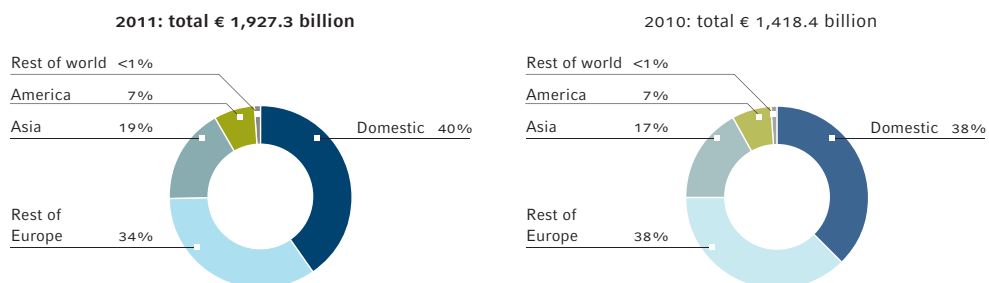 2011: total € 1,927.3 billion
Rest of world <1%
America 7%
Asia 19%
Domestic 40%
Rest of
Europe 34%
2010: total € 1,418.4 billion
Rest of world <1%
America 7%
Asia 17%
Domestic 38%
Rest of
Europe 38%